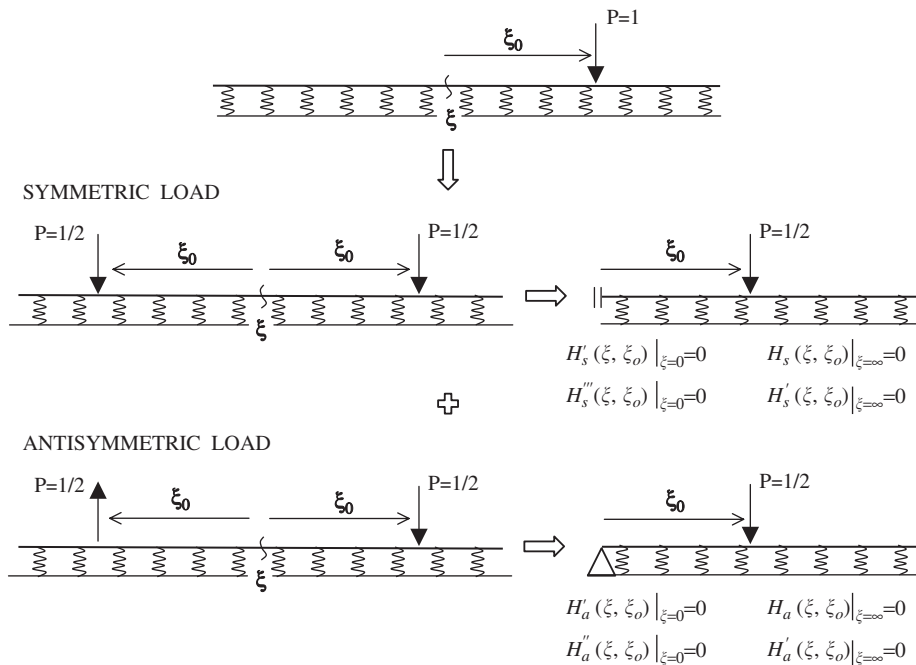 P=1
ξ₀
ξ
SYMMETRIC LOAD
P=1/2
P=1/2
P=1/2
ξ₀
ξ₀
ξ₀
ξ
H′ₛ(ξ, ξₒ)|ξ=0=0
Hₛ(ξ, ξₒ)|ξ=∞=0
H‴ₛ(ξ, ξₒ)|ξ=0=0
H′ₛ(ξ, ξₒ)|ξ=∞=0
ANTISYMMETRIC LOAD
P=1/2
P=1/2
P=1/2
ξ₀
ξ₀
ξ₀
ξ
H′ₐ(ξ, ξₒ)|ξ=0=0
Hₐ(ξ, ξₒ)|ξ=∞=0
H″ₐ(ξ, ξₒ)|ξ=0=0
H′ₐ(ξ, ξₒ)|ξ=∞=0